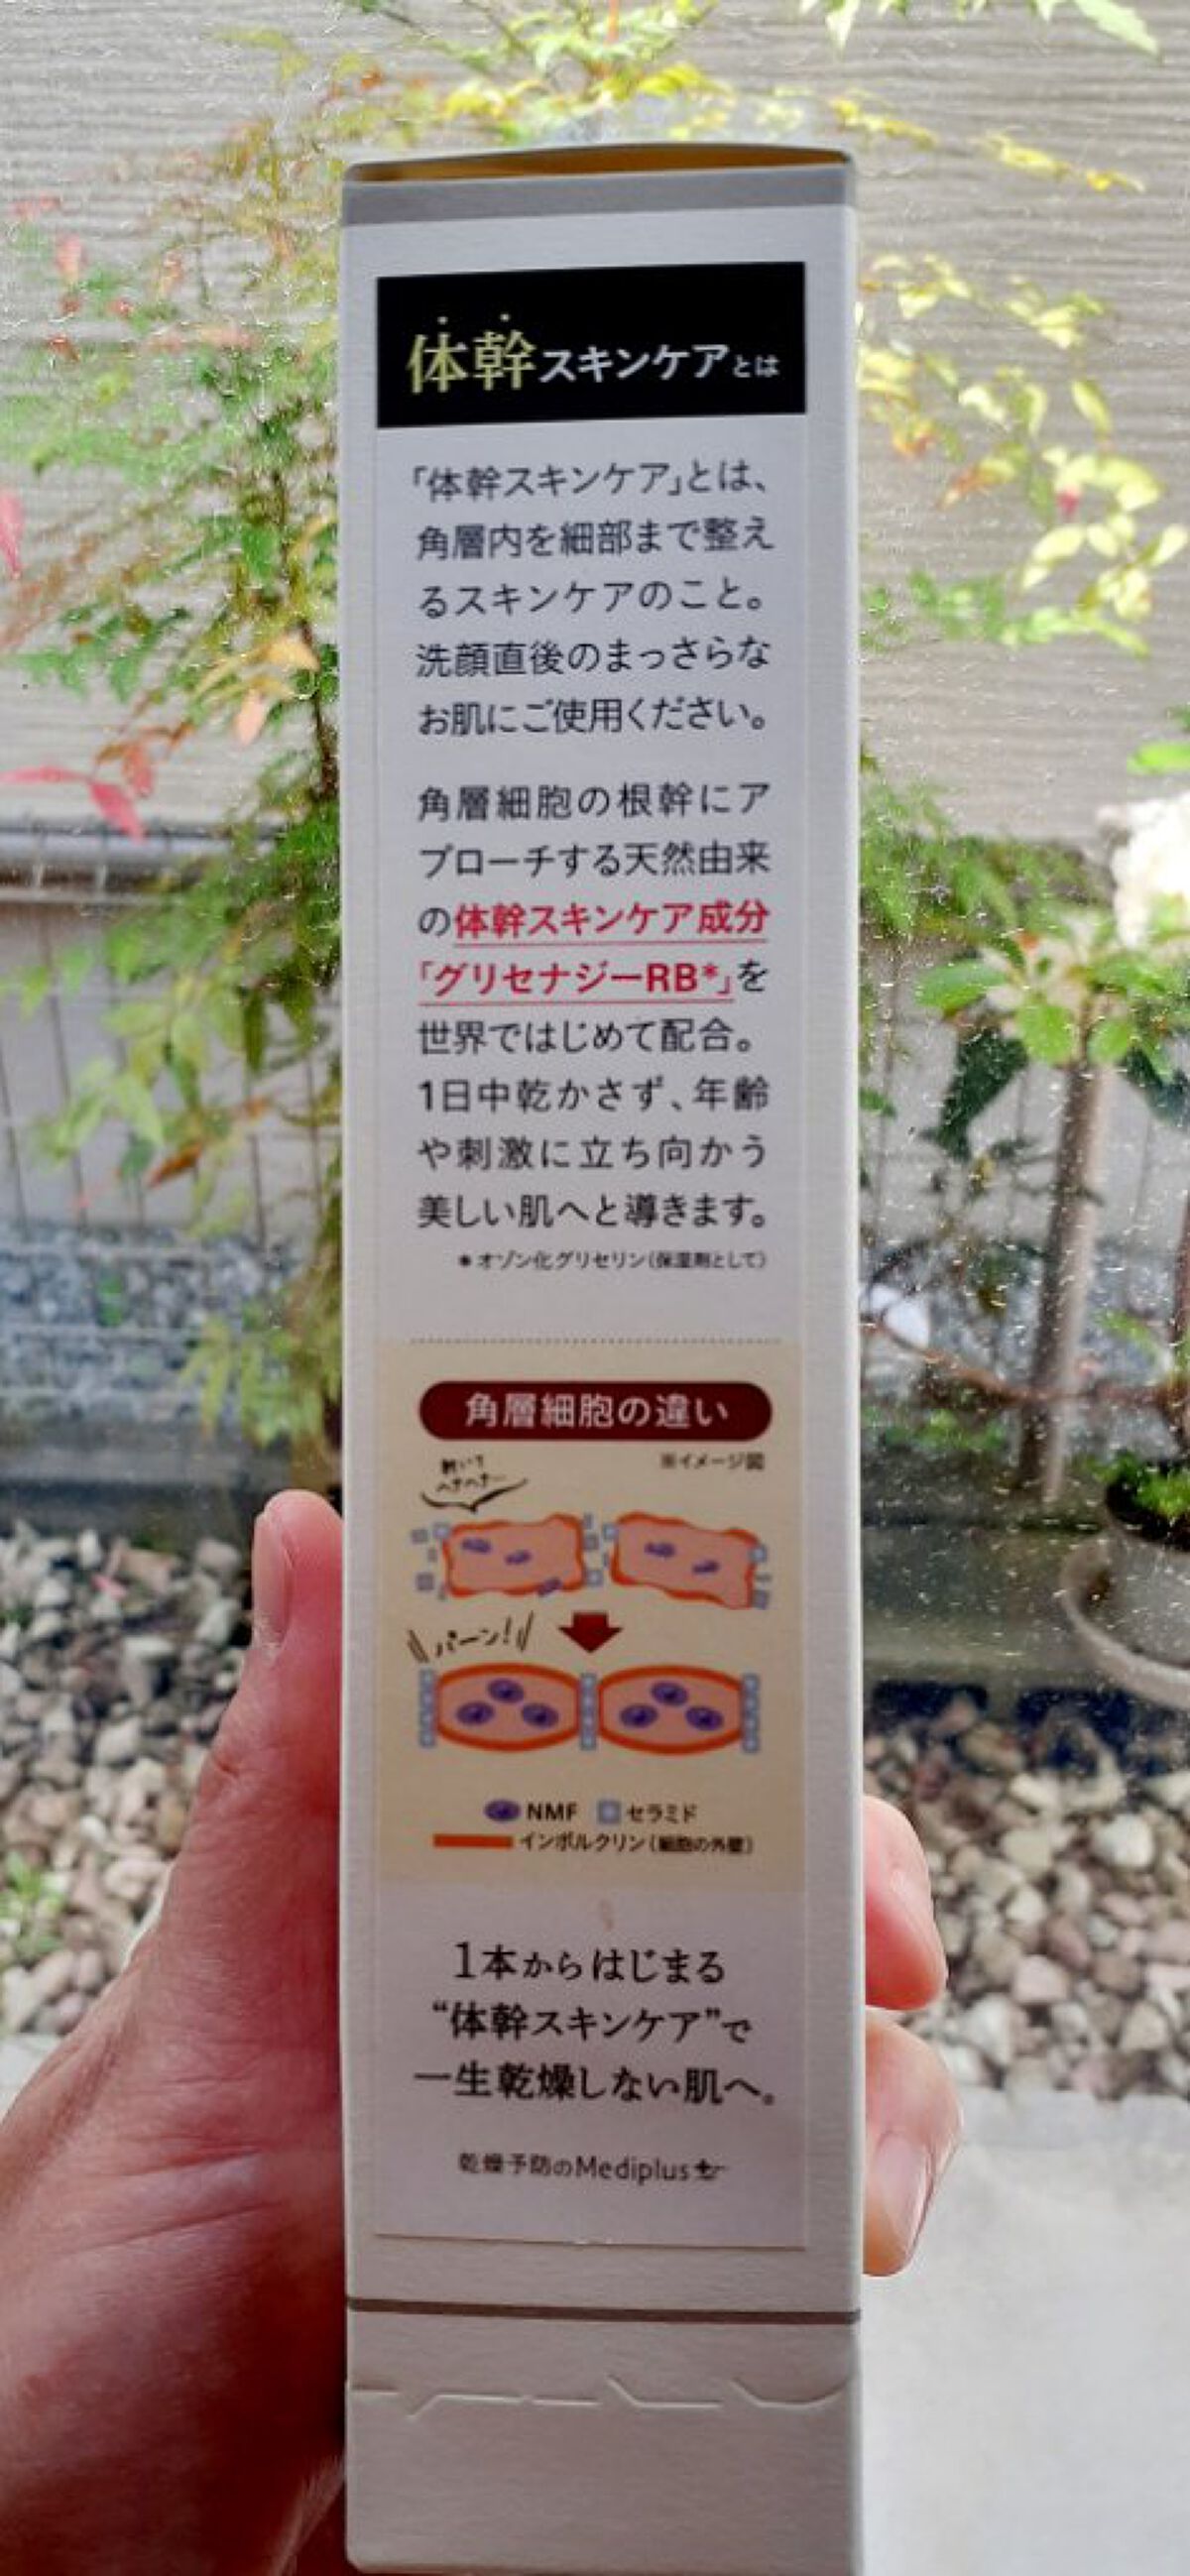 体幹スキンケアとは
「体幹スキンケア」とは、
角層内を細部まで整え
るスキンケアのこと。
洗顔直後のまっさらな
お肌にご使用ください。
角層細胞の根幹にア
プローチする天然由来
の体幹スキンケア成分
「グリセナジーRB*」を
世界ではじめて配合。
1日中乾かさず、年齢
や刺激に立ち向かう
美しい肌へと導きます。
*オゾン化グリセリン(保湿剤として)
角層細胞の違い
※イメージ図
乾いて
ヘナヘナ…
パーン!
NMF セラミド
インボルクリン(細胞の外壁)
1本からはじまる
“体幹スキンケア”で
一生乾燥しない肌へ。
乾燥予防のMediplus